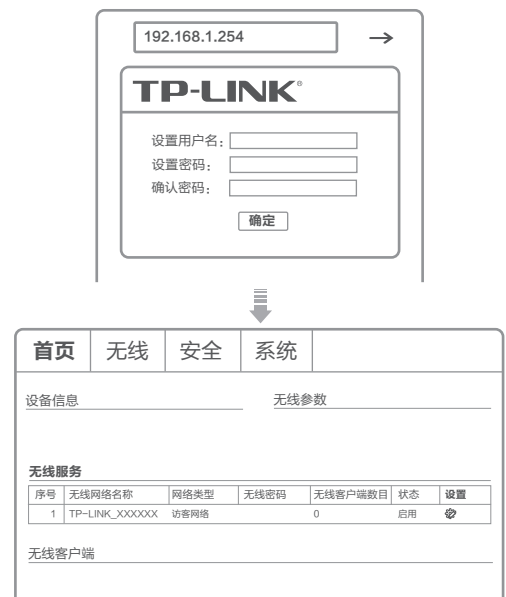 192.168.1.254
TP-LINK®
设置用户名：
设置密码：
确认密码：
确定
首页 无线 安全 系统
设备信息 无线参数
无线服务
序号 无线网络名称 网络类型 无线密码 无线客户端数目 状态 设置
1 TP-LINK_XXXXXX 访客网络 0 启用
无线客户端